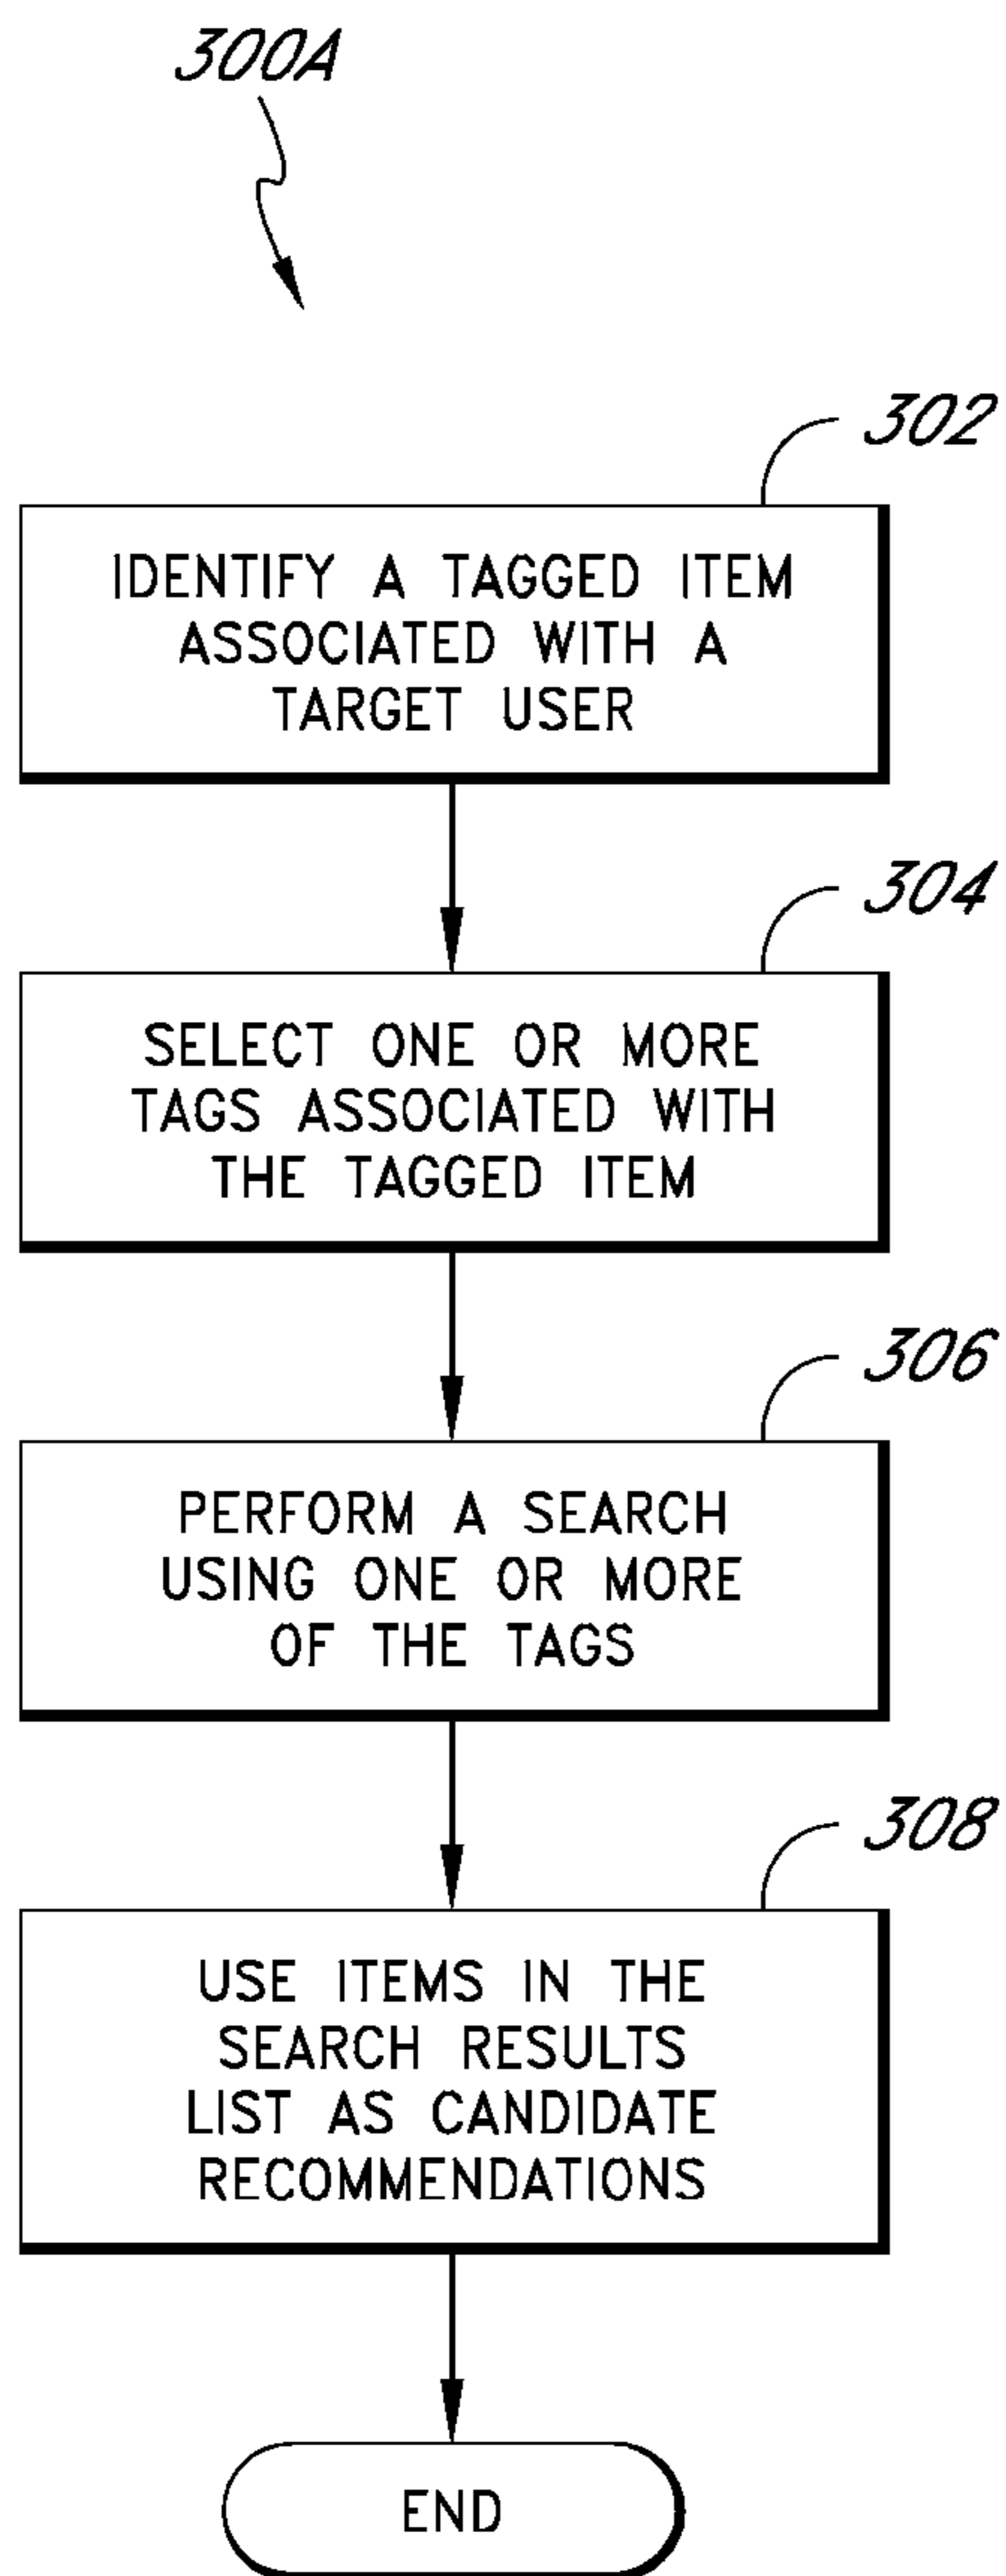 300A
302
IDENTIFY A TAGGED ITEM
ASSOCIATED WITH A
TARGET USER
304
SELECT ONE OR MORE
TAGS ASSOCIATED WITH
THE TAGGED ITEM
306
PERFORM A SEARCH
USING ONE OR MORE
OF THE TAGS
308
USE ITEMS IN THE
SEARCH RESULTS
LIST AS CANDIDATE
RECOMMENDATIONS
END